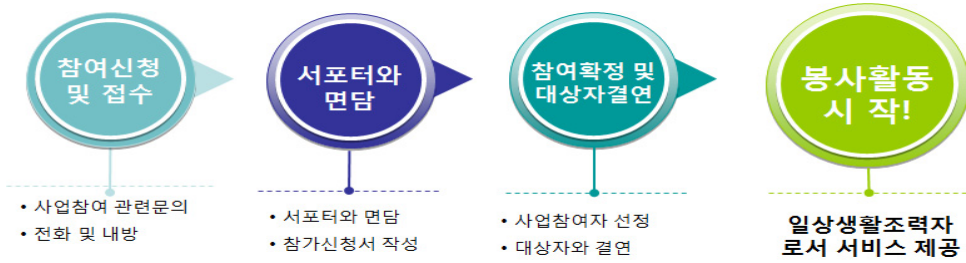 참여신청
및 접수
서포터와
면담
참여확정 및
대상자결연
봉사활동
시 작!
• 사업참여 관련문의
• 전화 및 내방
• 서포터와 면담
• 참가신청서 작성
• 사업참여자 선정
• 대상자와 결연
일상생활조력자
로서 서비스 제공